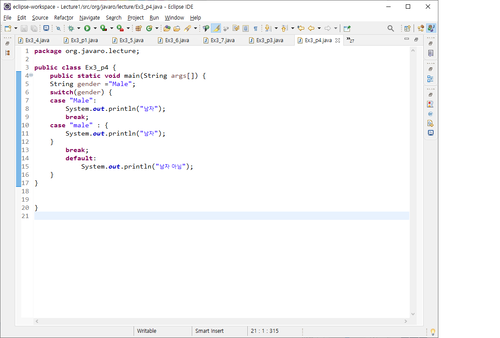 eclipse-workspace - Lecture1/src/org/javaro/lecture/Ex3_p4.java - Eclipse IDE
File Edit Source Refactor Navigate Search Project Run Window Help
Ex3_4.java Ex3_p1.java Ex3_5.java Ex3_6.java Ex3_7.java Ex3_p3.java Ex3_p4.java
1 package org.javaro.lecture;
2
3 public class Ex3_p4 {
4 public static void main(String args[]) {
5 String gender ="Male";
6 switch(gender) {
7 case "Male":
8 System.out.println("남자");
9 break;
10 case "male" : {
11 System.out.println("남자");
12 }
13 break;
14 default:
15 System.out.println("남자 아님");
16 }
17 }
18
19
20 }
21
Writable Smart Insert 21 : 1 : 315